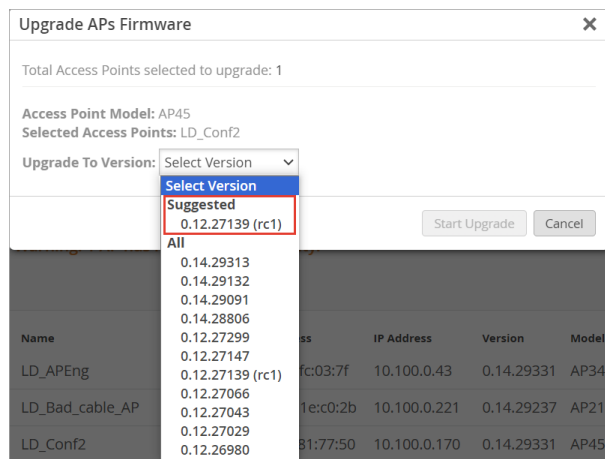 Upgrade APs Firmware
Total Access Points selected to upgrade: 1
Access Point Model: AP45
Selected Access Points: LD_Conf2
Upgrade To Version: Select Version
Select Version
Suggested
0.12.27139 (rc1)
Start Upgrade Cancel
All
0.14.29313
0.14.29132
0.14.29091
0.14.28806
0.12.27299
0.12.27147
0.12.27139 (rc1)
0.12.27066
0.12.27043
0.12.27029
0.12.26980
Name ss IP Address Version Model
LD_APEng fc:03:7f 10.100.0.43 0.14.29331 AP34
LD_Bad_cable_AP 1e:c0:2b 10.100.0.221 0.14.29237 AP21
LD_Conf2 81:77:50 10.100.0.170 0.14.29331 AP45